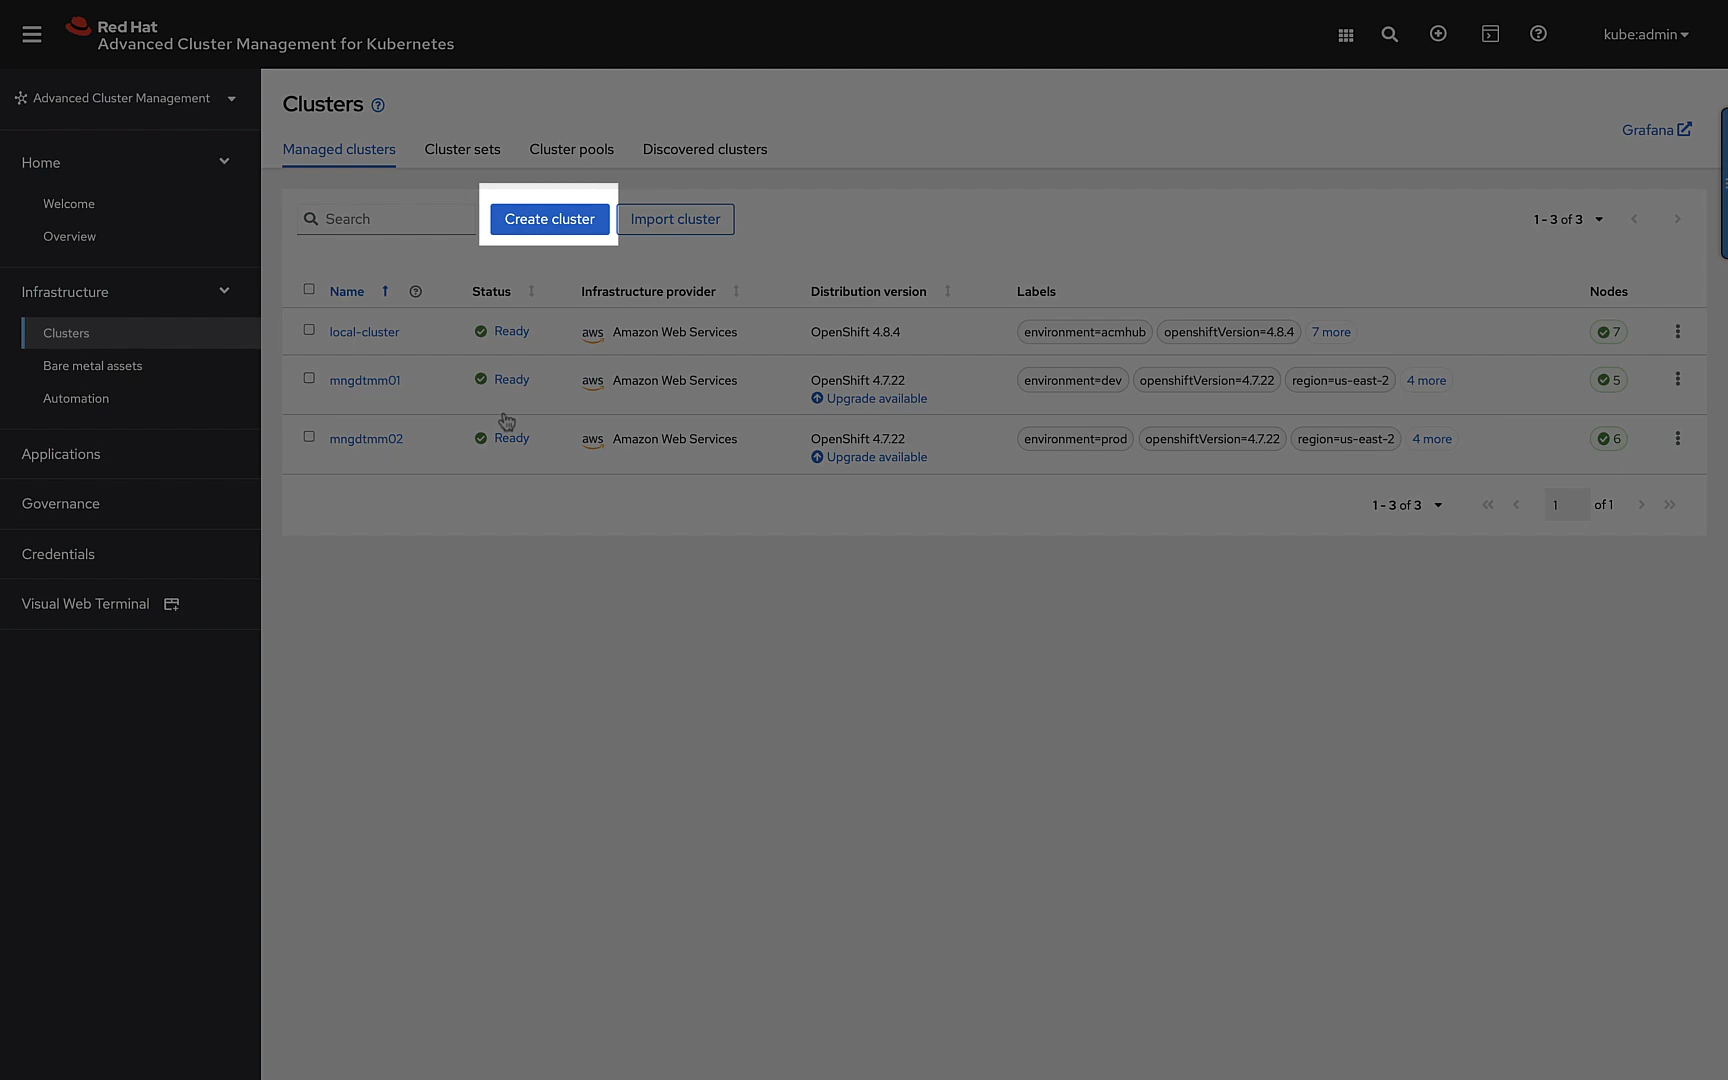 Red Hat
Advanced Cluster Management for Kubernetes
kube:admin
Advanced Cluster Management
Home
Welcome
Overview
Infrastructure
Clusters
Bare metal assets
Automation
Applications
Governance
Credentials
Visual Web Terminal
Clusters
Grafana
Managed clusters Cluster sets Cluster pools Discovered clusters
Search Create cluster Import cluster 1 - 3 of 3
Name Status Infrastructure provider Distribution version Labels Nodes
local-cluster Ready aws Amazon Web Services OpenShift 4.8.4 environment=acmhub openshiftVersion=4.8.4 7 more 7
mngdtmm01 Ready aws Amazon Web Services OpenShift 4.7.22 environment=dev openshiftVersion=4.7.22 region=us-east-2 4 more 5
Upgrade available
mngdtmm02 Ready aws Amazon Web Services OpenShift 4.7.22 environment=prod openshiftVersion=4.7.22 region=us-east-2 4 more 6
Upgrade available
1 - 3 of 3 1 of 1